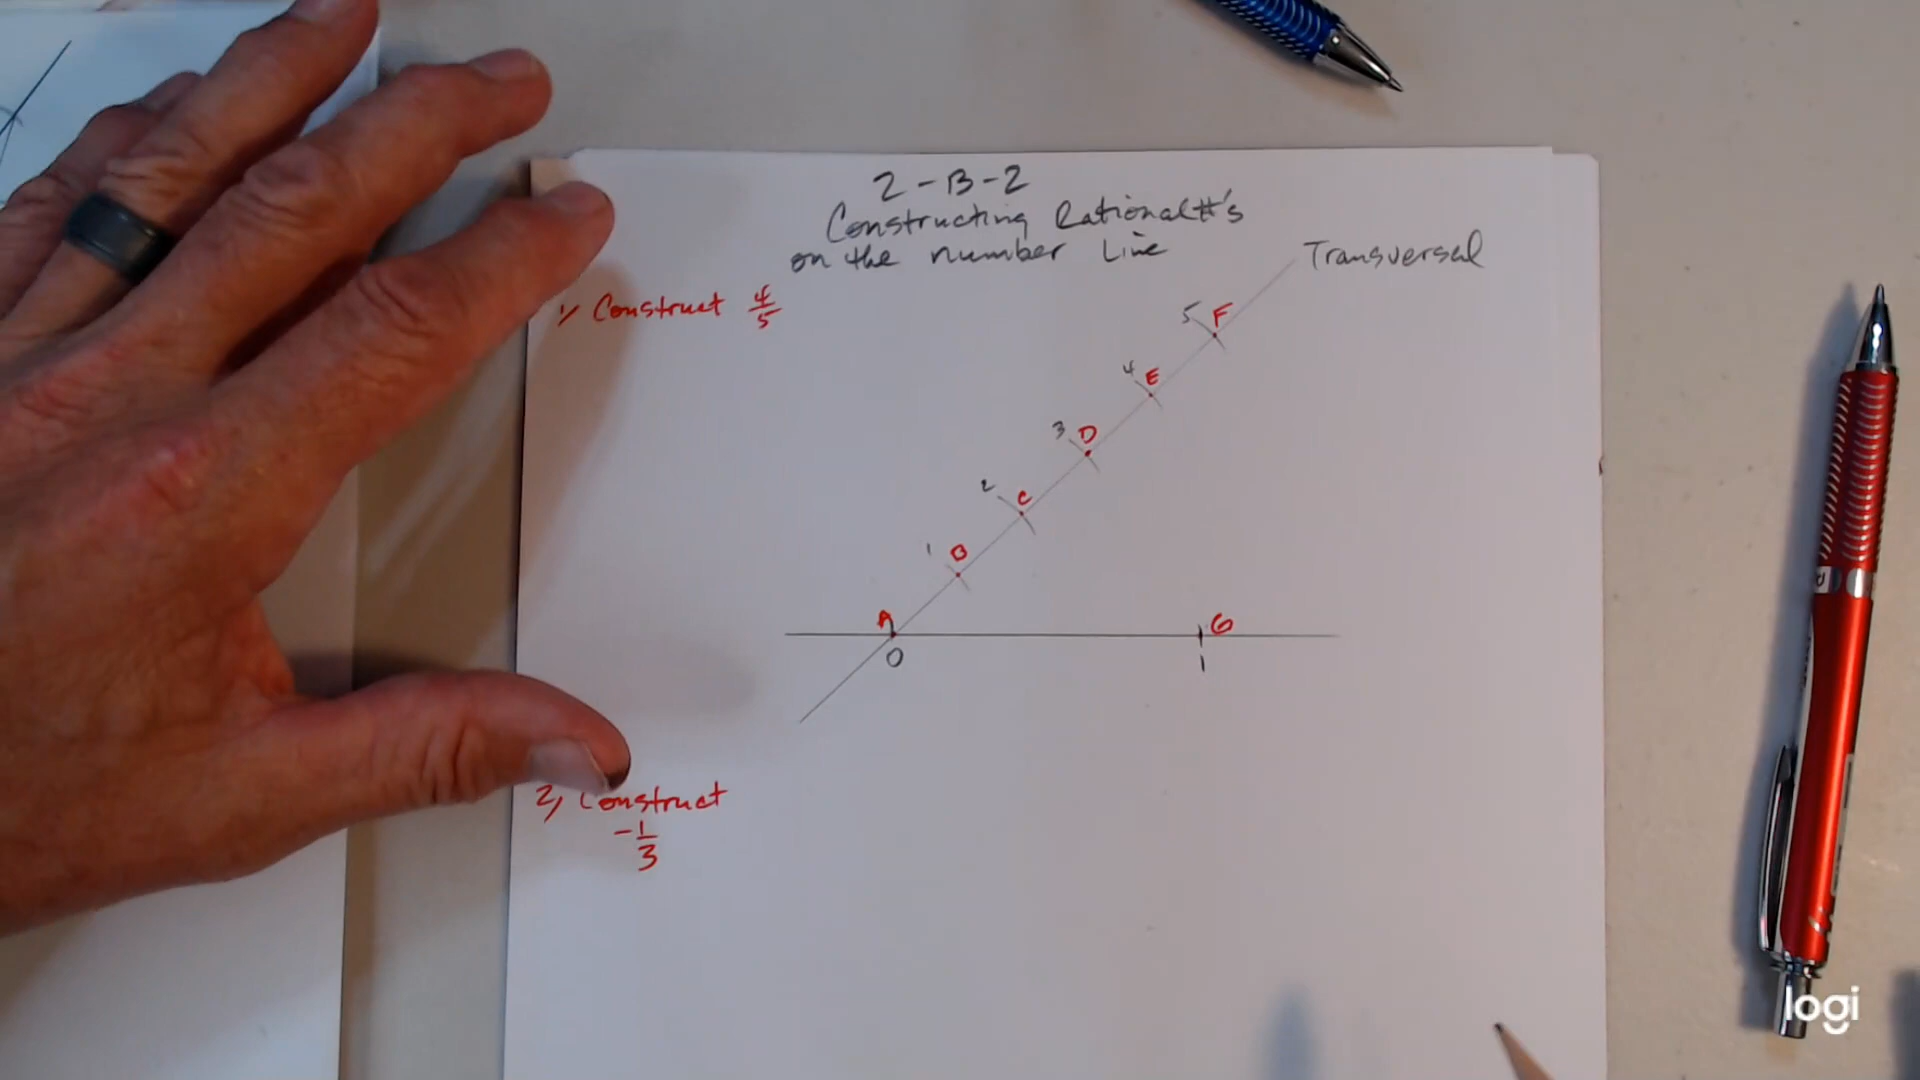 2-B-2
Constructing Rational #'s
on the number Line
Transversal
1) Construct 4/5
5 F
4 E
3 D
2 C
1 B
A
G
0
1
2) Construct
-1/3
logi